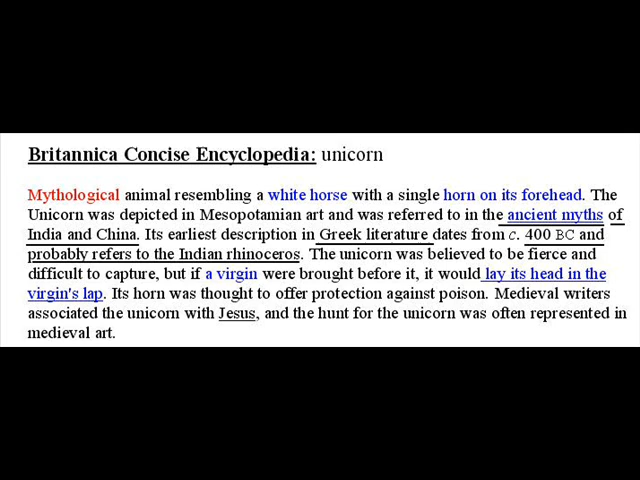 Britannica Concise Encyclopedia: unicorn
Mythological animal resembling a white horse with a single horn on its forehead. The
Unicorn was depicted in Mesopotamian art and was referred to in the ancient myths of
India and China. Its earliest description in Greek literature dates from c. 400 BC and
probably refers to the Indian rhinoceros. The unicorn was believed to be fierce and
difficult to capture, but if a virgin were brought before it, it would lay its head in the
virgin's lap. Its horn was thought to offer protection against poison. Medieval writers
associated the unicorn with Jesus, and the hunt for the unicorn was often represented in
medieval art.